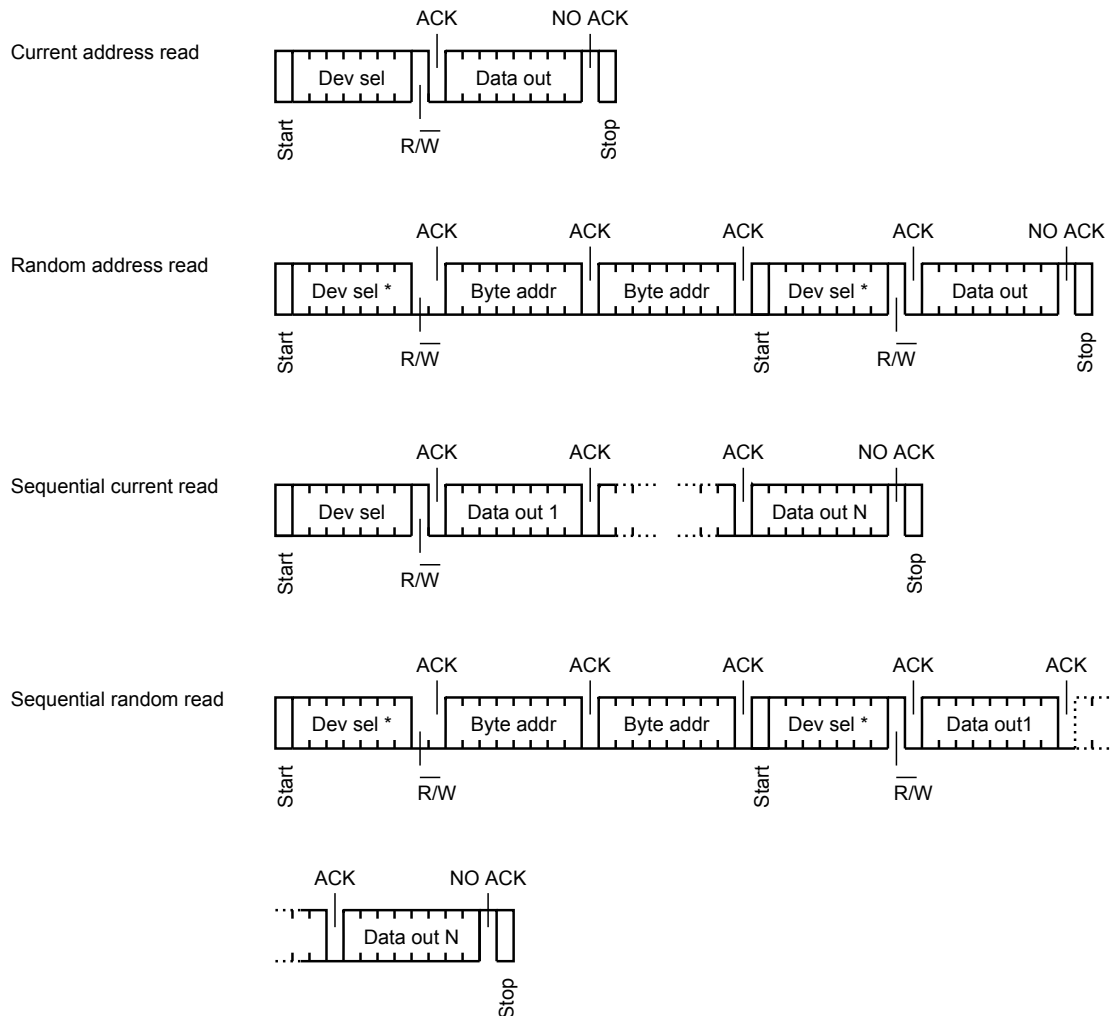 ACK NO ACK
Current address read
Dev sel Data out
Start R/W Stop
ACK ACK ACK ACK NO ACK
Random address read
Dev sel * Byte addr Byte addr Dev sel * Data out
Start R/W Start R/W Stop
ACK ACK ACK NO ACK
Sequential current read
Dev sel Data out 1 Data out N
Start R/W Stop
ACK ACK ACK ACK ACK
Sequential random read
Dev sel * Byte addr Byte addr Dev sel * Data out1
Start R/W Start R/W
ACK NO ACK
Data out N
Stop